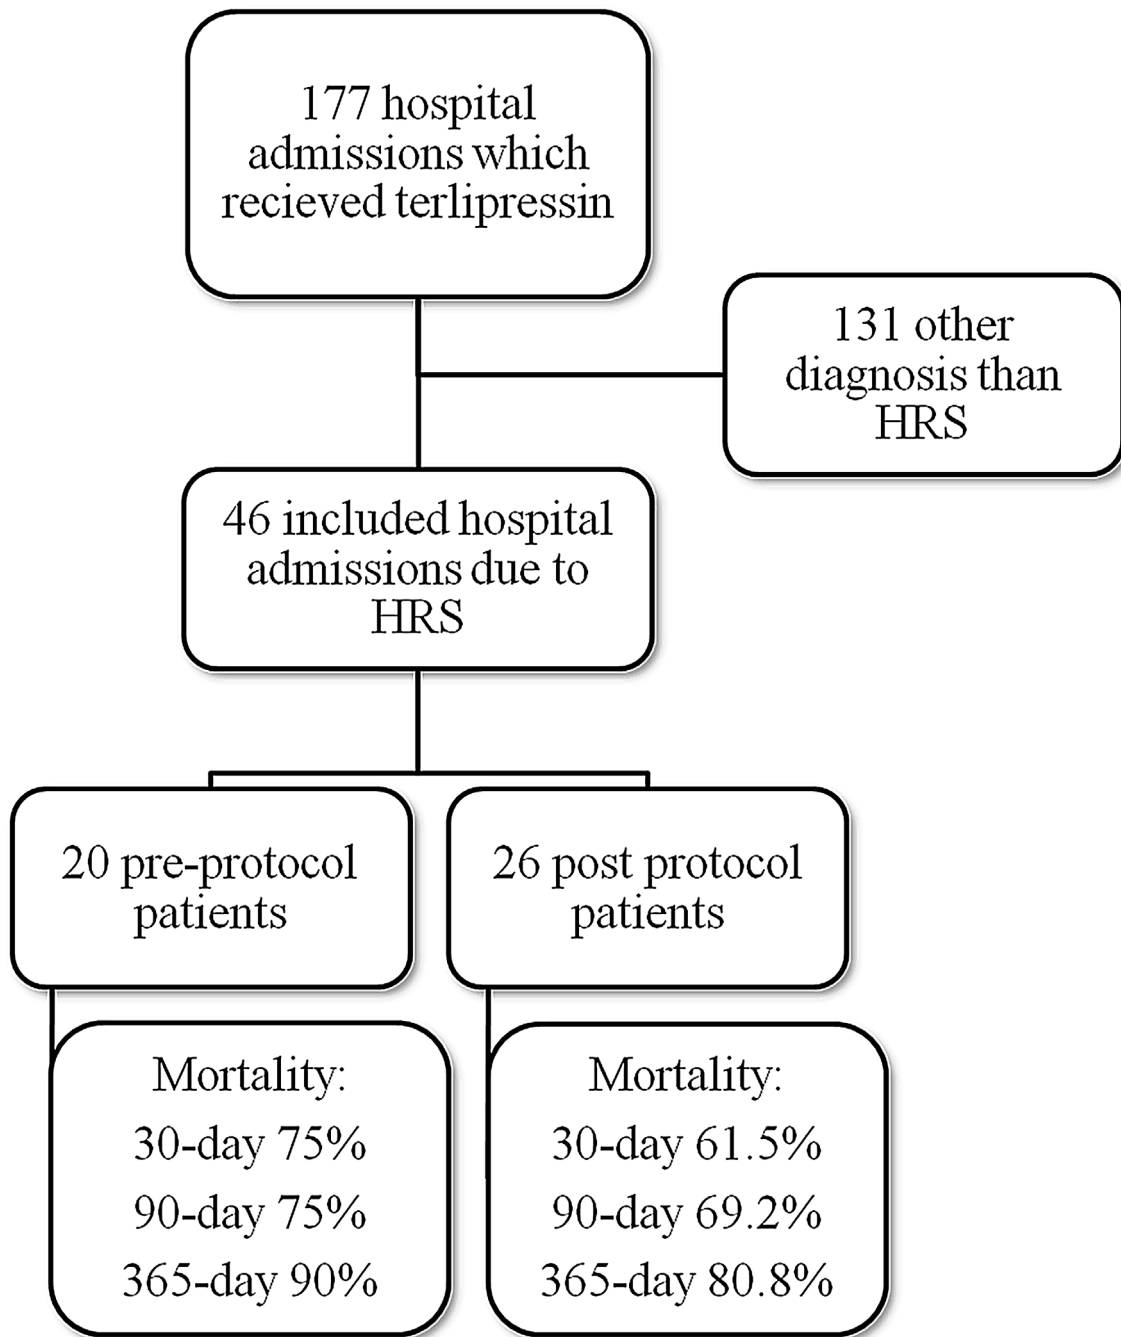 177 hospital
admissions which
recieved terlipressin
131 other
diagnosis than
HRS
46 included hospital
admissions due to
HRS
20 pre-protocol
patients
26 post protocol
patients
Mortality:
30-day 75%
90-day 75%
365-day 90%
Mortality:
30-day 61.5%
90-day 69.2%
365-day 80.8%